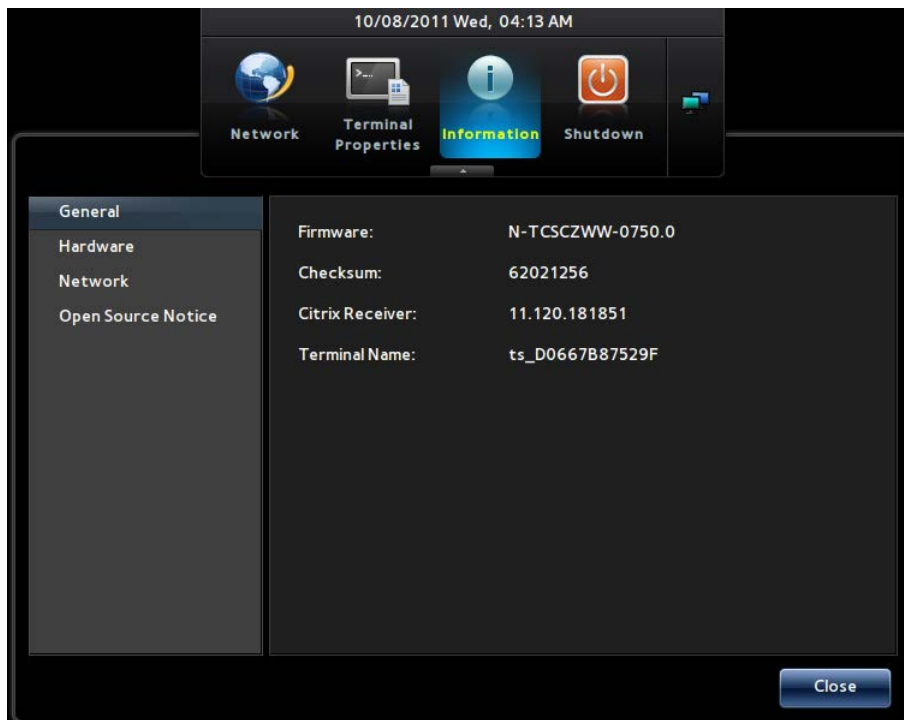 10/08/2011 Wed, 04:13 AM
Network
Terminal
Properties
Information
Shutdown
General
Hardware
Network
Open Source Notice
Firmware: N-TCSCZWW-0750.0
Checksum: 62021256
Citrix Receiver: 11.120.181851
Terminal Name: ts_D0667B87529F
Close